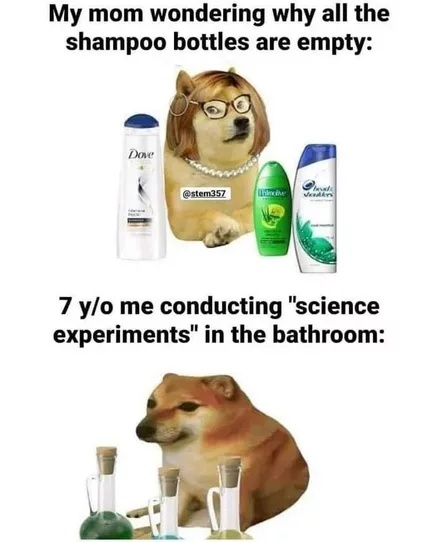 My mom wondering why all the
shampoo bottles are empty:
Dove
@stem357
Palmolive
head&
shoulders
7 y/o me conducting "science
experiments" in the bathroom: